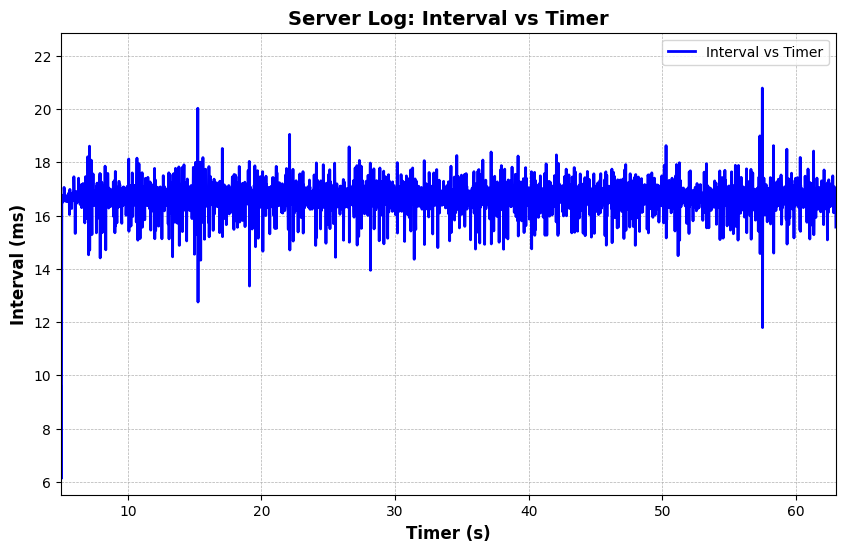 Server Log: Interval vs Timer
Interval vs Timer
Interval (ms)
22
20
18
16
14
12
10
8
6
10 20 30 40 50 60
Timer (s)